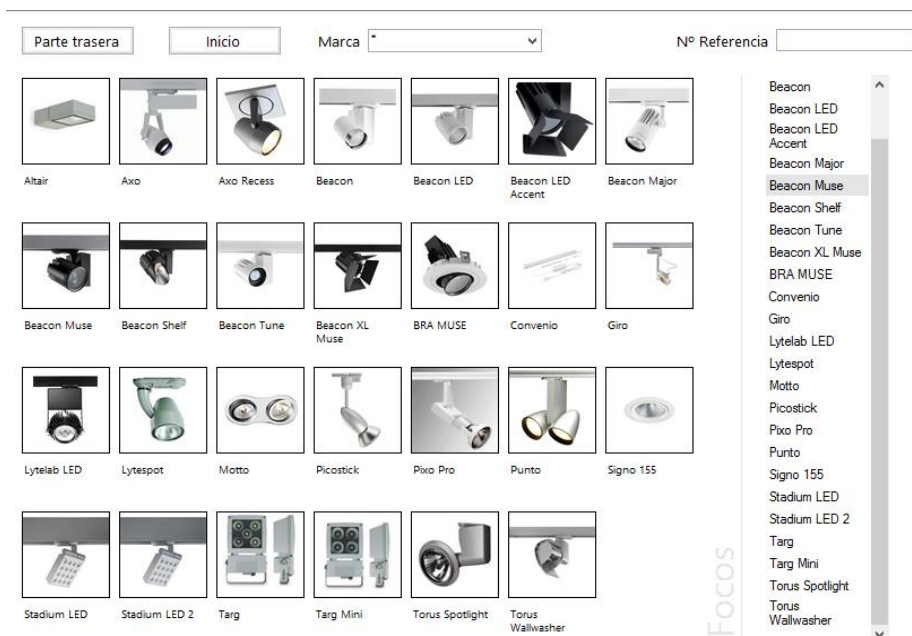 Parte trasera
Inicio
Marca
*
Nº Referencia
Altair
Axo
Axo Recess
Beacon
Beacon LED
Beacon LED
Accent
Beacon Major
Beacon Muse
Beacon Shelf
Beacon Tune
Beacon XL
Muse
BRA MUSE
Convenio
Giro
Lytelab LED
Lytespot
Motto
Picostick
Pixo Pro
Punto
Signo 155
Stadium LED
Stadium LED 2
Targ
Targ Mini
Torus Spotlight
Torus
Wallwasher
Focos
Beacon
Beacon LED
Beacon LED
Accent
Beacon Major
Beacon Muse
Beacon Shelf
Beacon Tune
Beacon XL Muse
BRA MUSE
Convenio
Giro
Lytelab LED
Lytespot
Motto
Picostick
Pixo Pro
Punto
Signo 155
Stadium LED
Stadium LED 2
Targ
Targ Mini
Torus Spotlight
Torus
Wallwasher